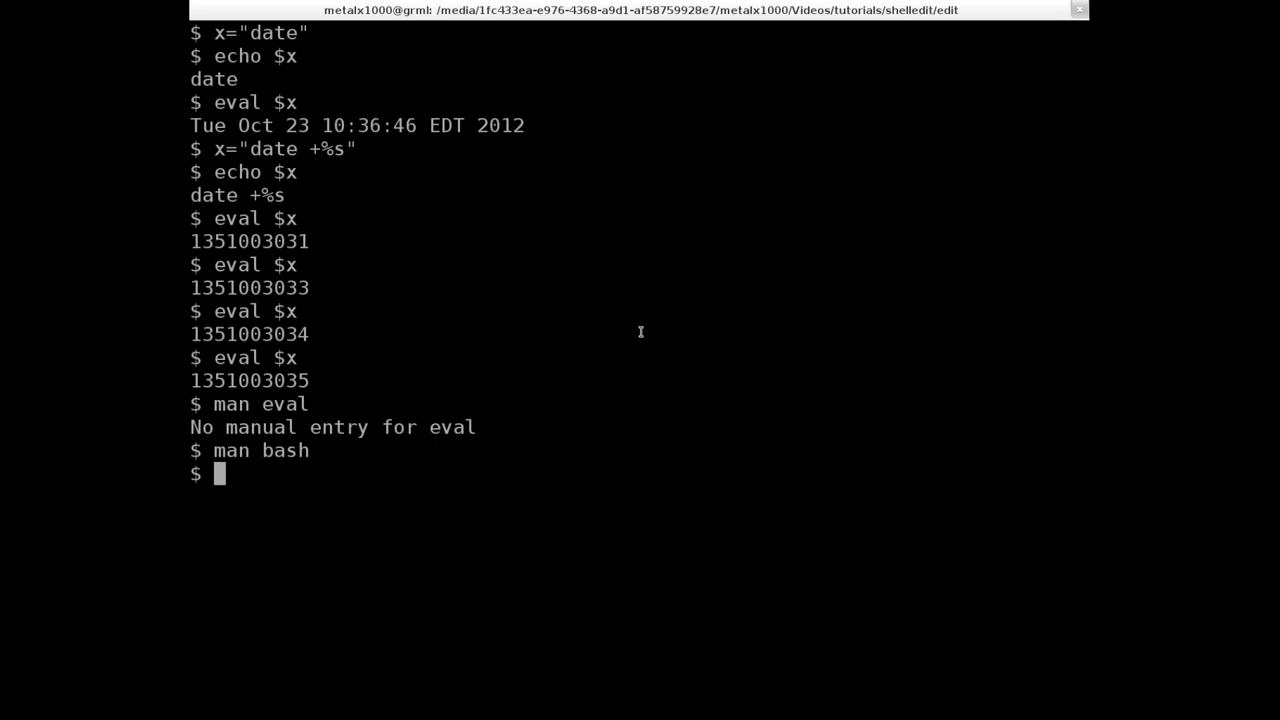 metalx1000@grml: /media/1fc433ea-e976-4368-a9d1-af58759928e7/metalx1000/Videos/tutorials/shelledit/edit
$ x="date"
$ echo $x
date
$ eval $x
Tue Oct 23 10:36:46 EDT 2012
$ x="date +%s"
$ echo $x
date +%s
$ eval $x
1351003031
$ eval $x
1351003033
$ eval $x
1351003034
$ eval $x
1351003035
$ man eval
No manual entry for eval
$ man bash
$